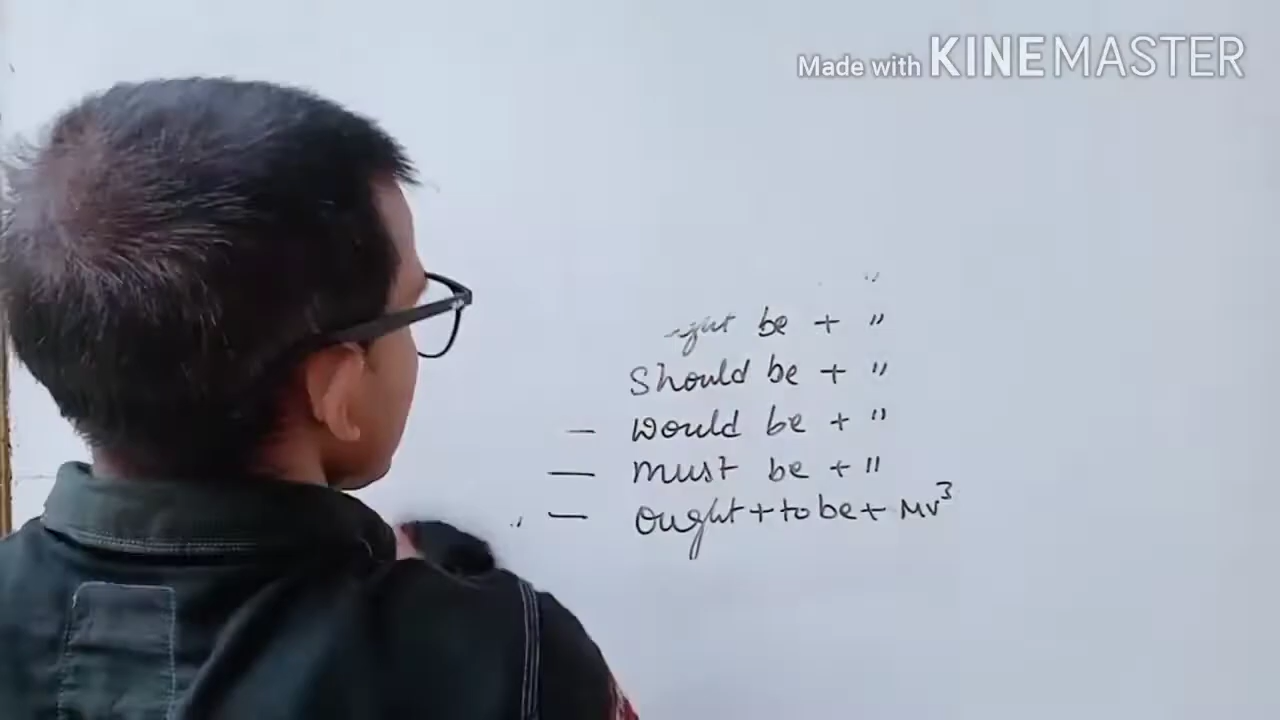 Made with KINEMASTER
"
be + "
Should be + "
— Would be + "
— must be + "
" — Ought + to be + MV³